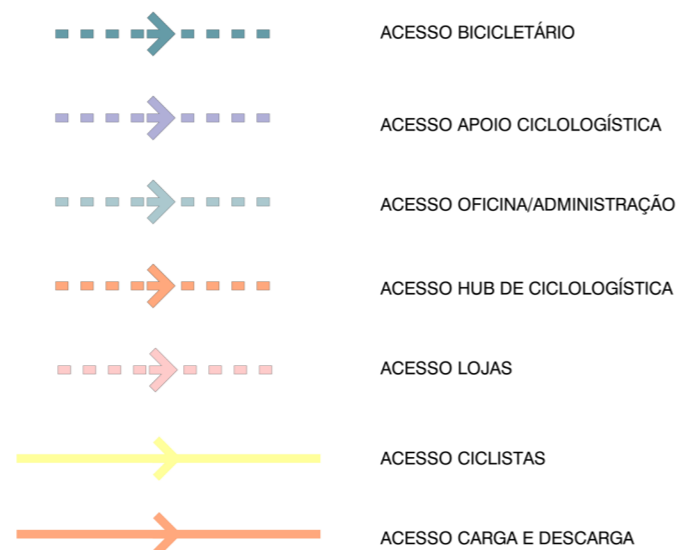 ACESSO BICICLETÁRIO
ACESSO APOIO CICLOLOGÍSTICA
ACESSO OFICINA/ADMINISTRAÇÃO
ACESSO HUB DE CICLOLOGÍSTICA
ACESSO LOJAS
ACESSO CICLISTAS
ACESSO CARGA E DESCARGA